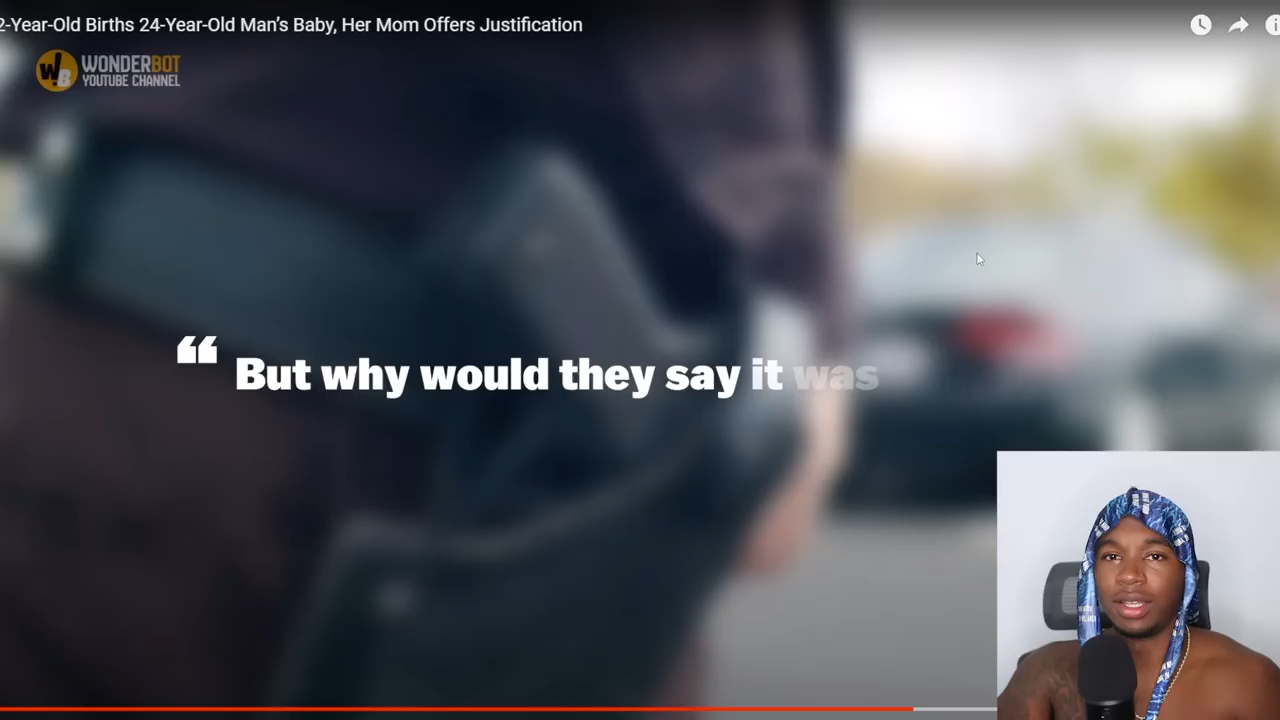 2-Year-Old Births 24-Year-Old Man’s Baby, Her Mom Offers Justification
WONDERBOT
YOUTUBE CHANNEL
“ But why would they say it was